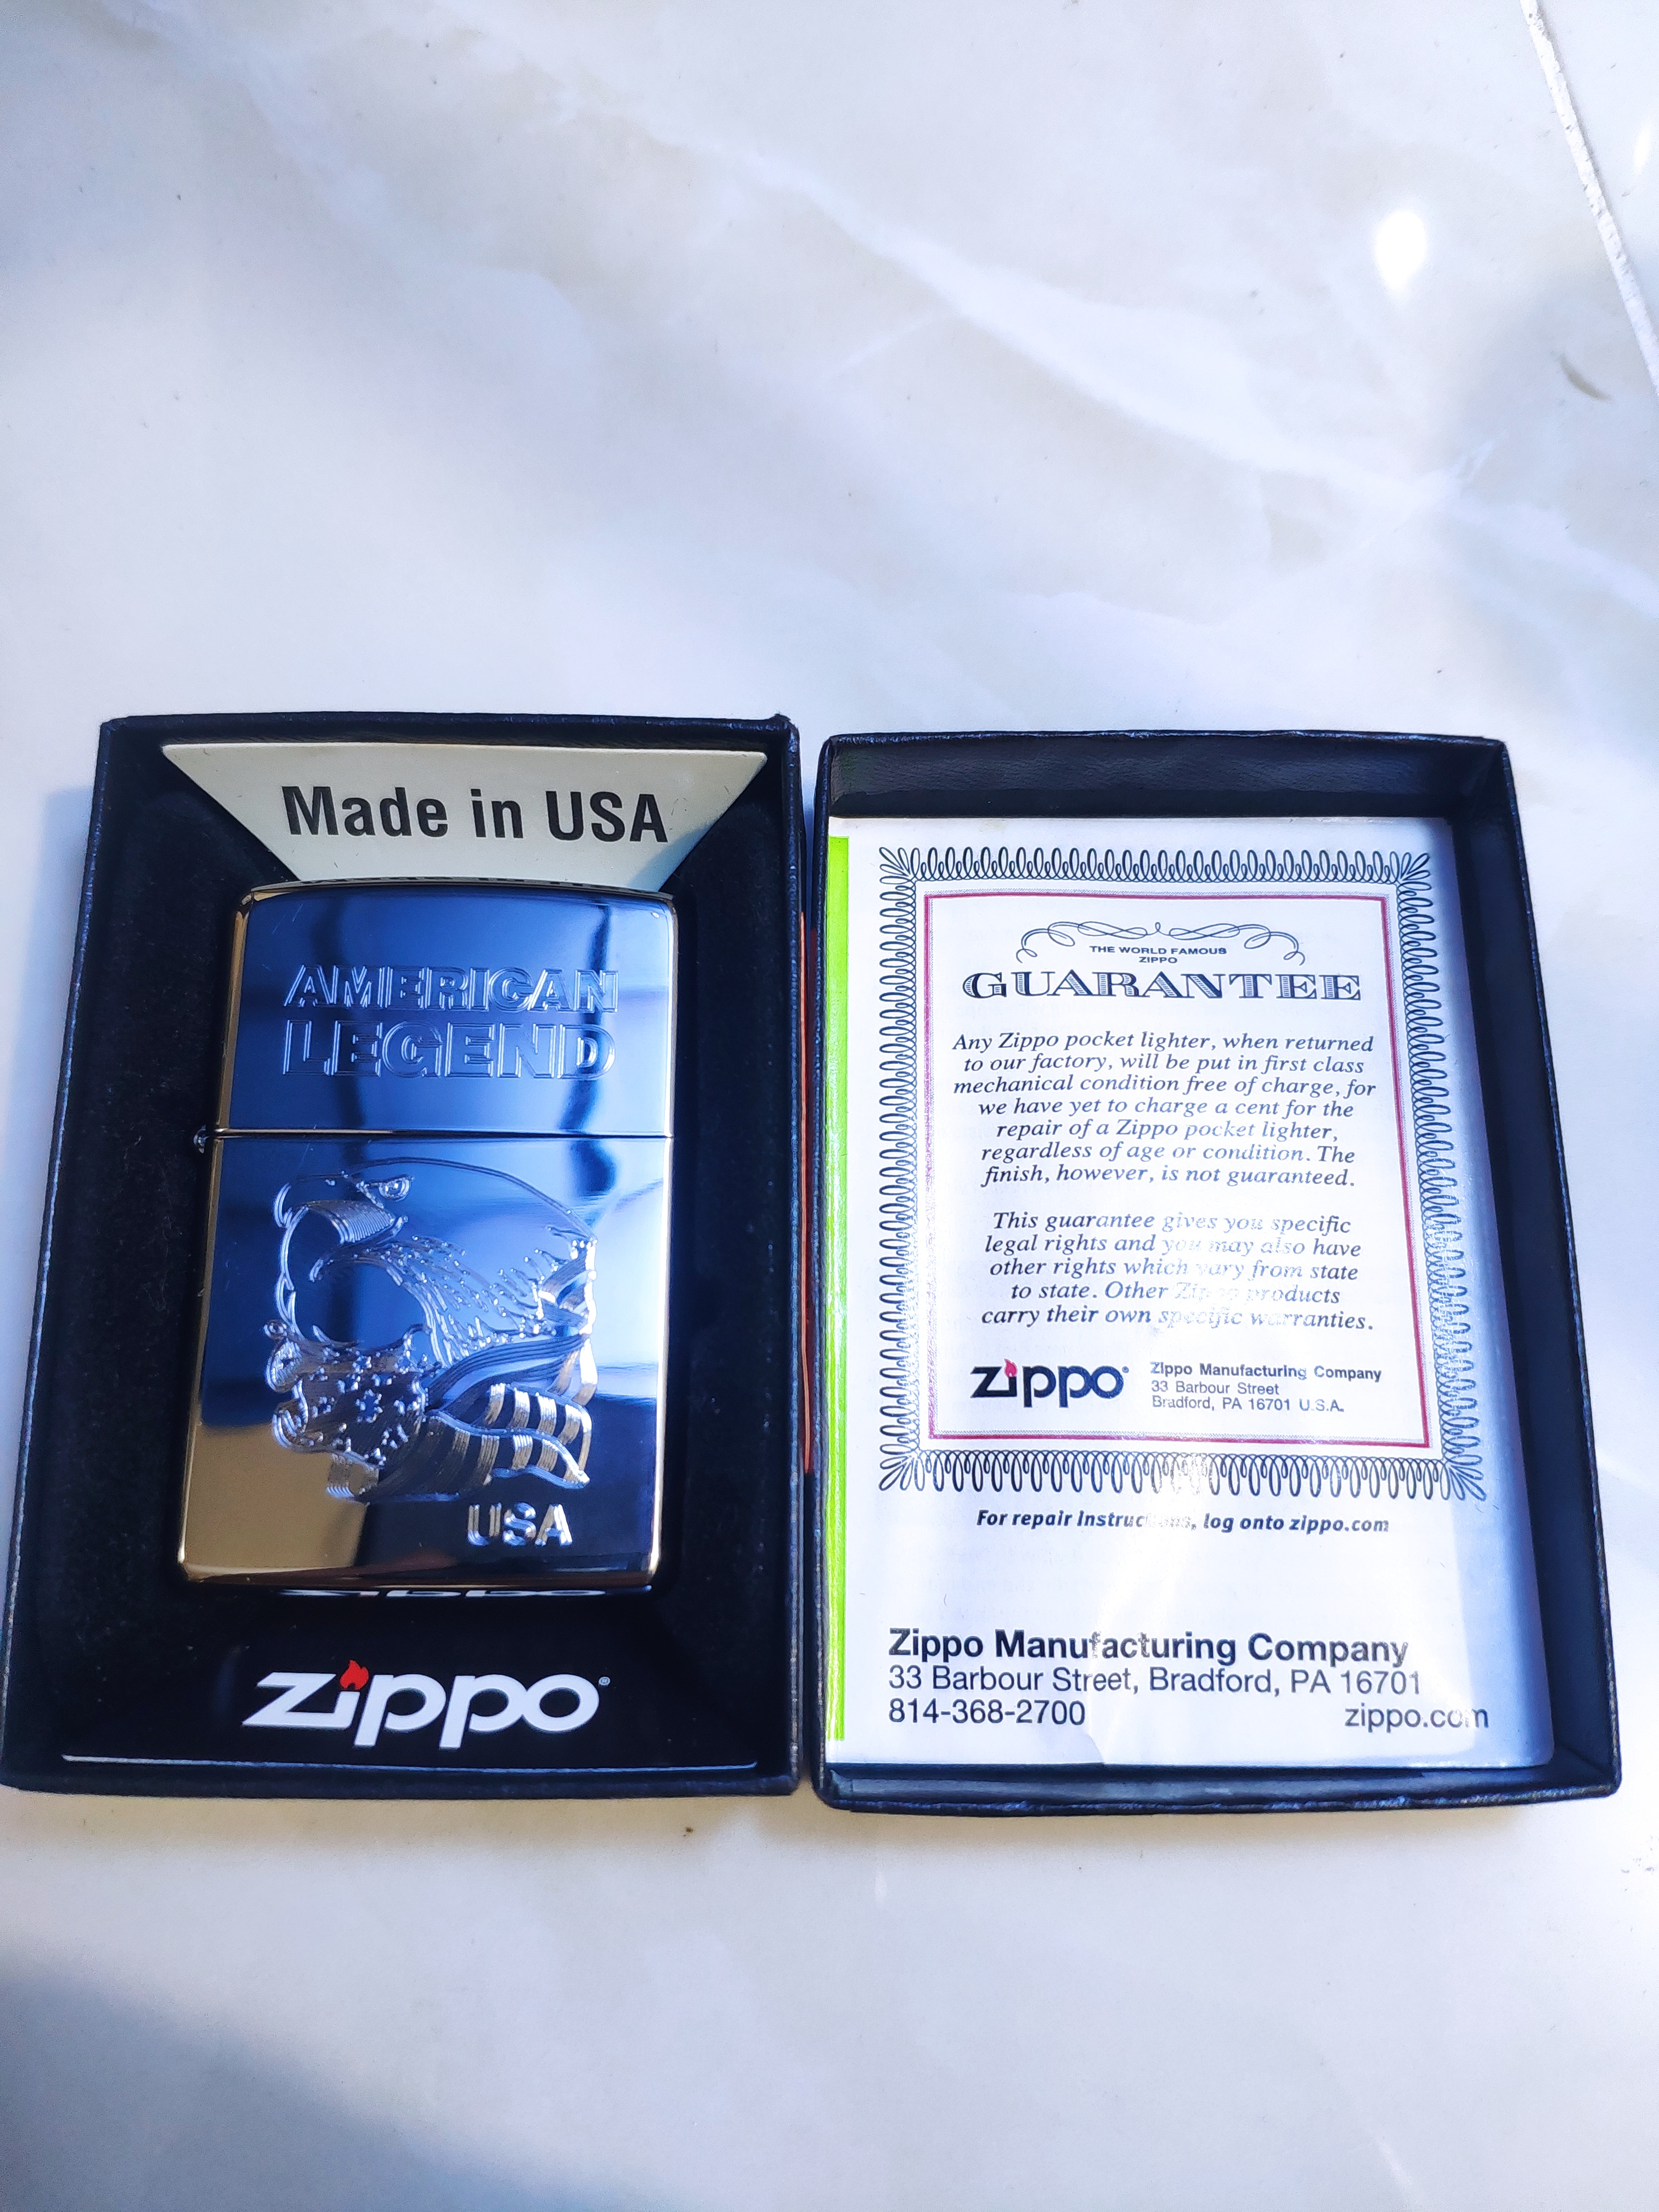 Made in USA
AMERICAN
LEGEND
USA
zippo
THE WORLD FAMOUS
ZIPPO
GUARANTEE
Any Zippo pocket lighter, when returned
to our factory, will be put in first class
mechanical condition free of charge, for
we have yet to charge a cent for the
repair of a Zippo pocket lighter,
regardless of age or condition. The
finish, however, is not guaranteed.
This guarantee gives you specific
legal rights and you may also have
other rights which vary from state
to state. Other Zippo products
carry their own specific warranties.
zippo
Zippo Manufacturing Company
33 Barbour Street
Bradford, PA 16701 U.S.A.
For repair Instructions, log onto zippo.com
Zippo Manufacturing Company
33 Barbour Street, Bradford, PA 16701
814-368-2700
zippo.com